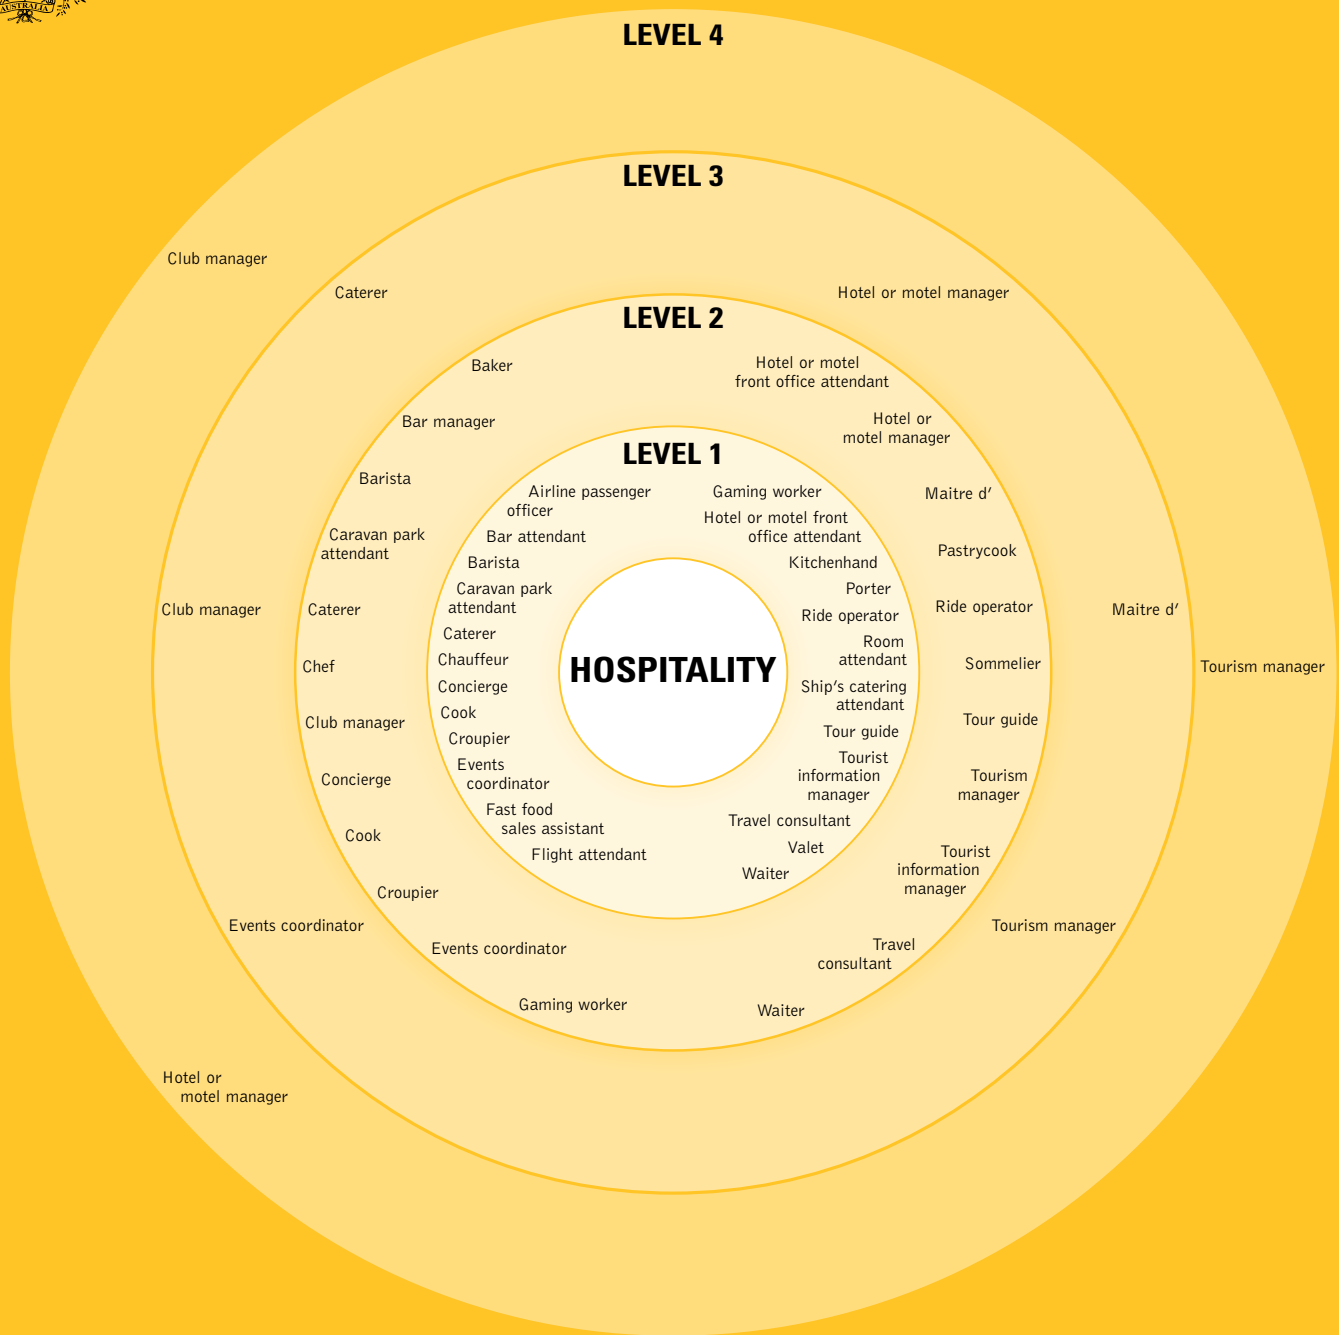 AUSTRALIA
LEVEL 4
LEVEL 3
Club manager
Caterer
Hotel or motel manager
Club manager
Maitre d'
Tourism manager
Events coordinator
Tourism manager
Hotel or
motel manager
LEVEL 2
Baker
Bar manager
Barista
Caravan park
attendant
Caterer
Chef
Club manager
Concierge
Cook
Croupier
Events coordinator
Gaming worker
Hotel or motel
front office attendant
Hotel or
motel manager
Maitre d'
Pastrycook
Ride operator
Sommelier
Tour guide
Tourism
manager
Tourist
information
manager
Travel
consultant
Waiter
LEVEL 1
Airline passenger
officer
Bar attendant
Barista
Caravan park
attendant
Caterer
Chauffeur
Concierge
Cook
Croupier
Events
coordinator
Fast food
sales assistant
Flight attendant
Gaming worker
Hotel or motel front
office attendant
Kitchenhand
Porter
Ride operator
Room
attendant
Ship's catering
attendant
Tour guide
Tourist
information
manager
Travel consultant
Valet
Waiter
HOSPITALITY